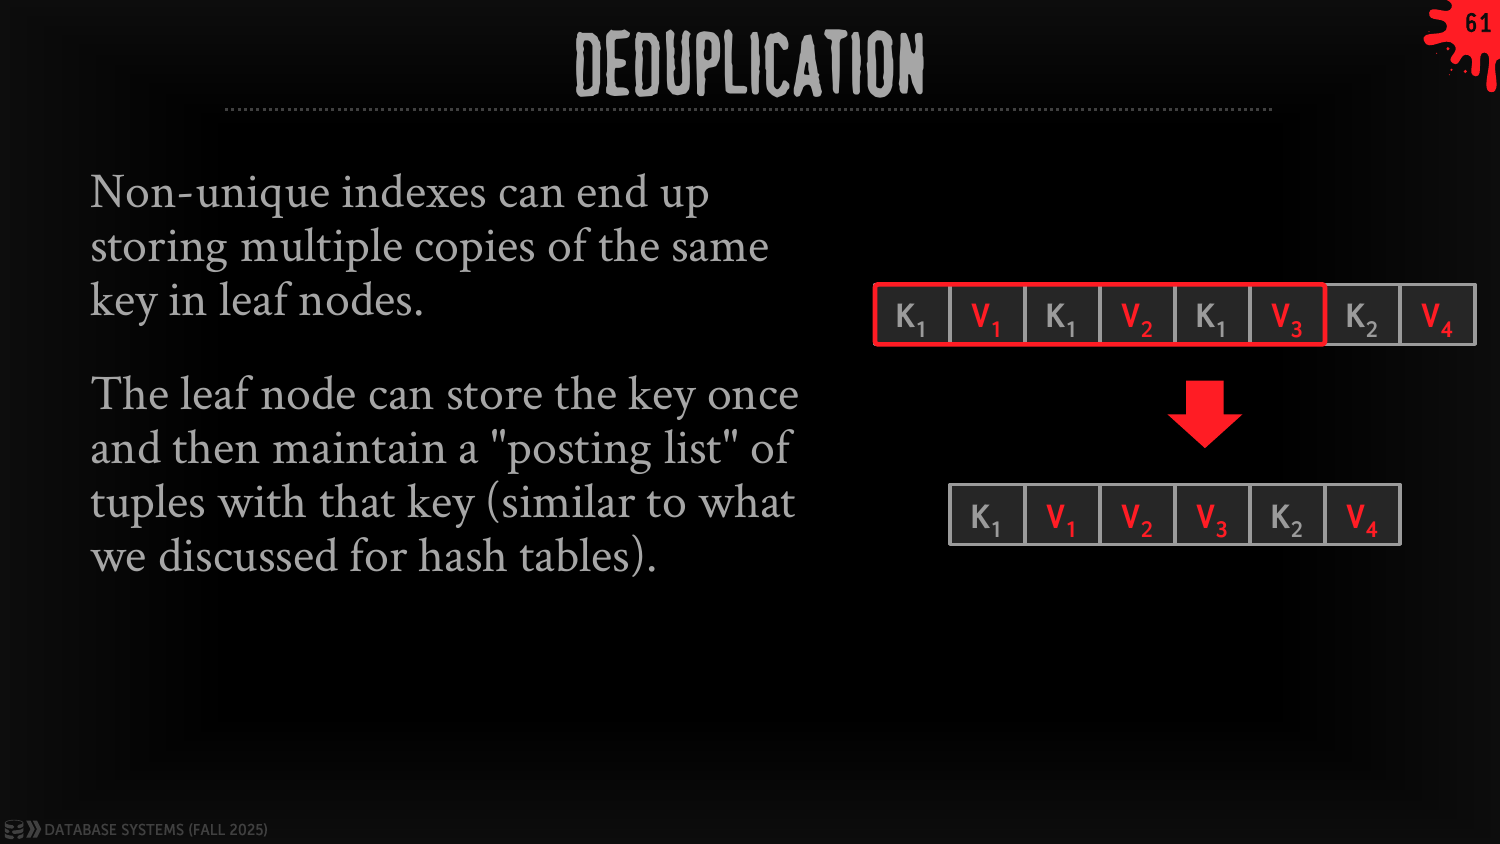 DEDUPLICATION
61
Non-unique indexes can end up
storing multiple copies of the same
key in leaf nodes.
The leaf node can store the key once
and then maintain a "posting list" of
tuples with that key (similar to what
we discussed for hash tables).
K1 V1 K1 V2 K1 V3 K2 V4
K1 V1 V2 V3 K2 V4
DATABASE SYSTEMS (FALL 2025)